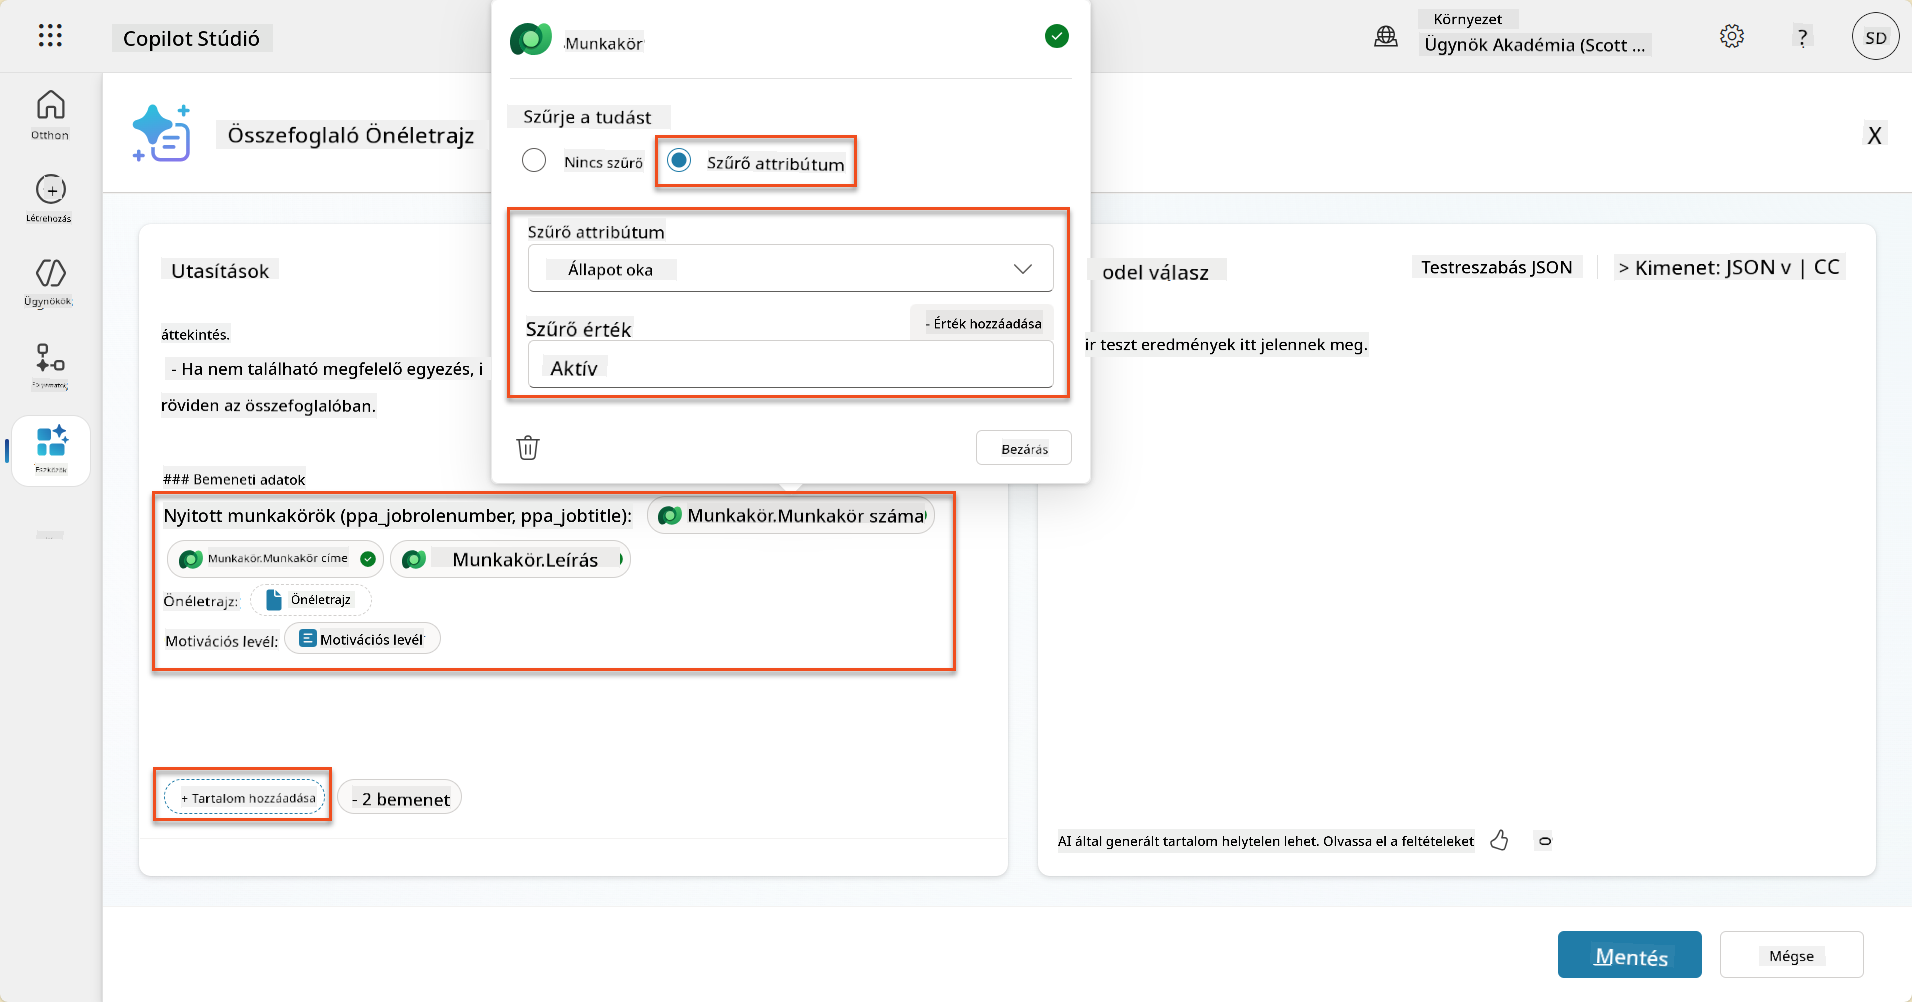 Copilot Stúdió
Munkakör
Környezet
Ügynök Akadémia (Scott ...
?
SD
Otthon
Létrehozás
Ügynökök
Eszközök
Összefoglaló Önéletrajz
X
Szűrje a tudást
Nincs szűrő
Szűrő attribútum
Szűrő attribútum
Állapot oka
Szűrő érték
- Érték hozzáadása
Aktív
Bezárás
Utasítások
áttekintés.
- Ha nem található megfelelő egyezés, i
röviden az összefoglalóban.
### Bemeneti adatok
Nyitott munkakörök (ppa_jobrolenumber, ppa_jobtitle): Munkakör.Munkakör száma
Munkakör.Munkakör címe Munkakör.Leírás
Önéletrajz: Önéletrajz
Motivációs levél: Motivációs levél
+ Tartalom hozzáadása
- 2 bemenet
odel válasz
Testreszabás JSON
> Kimenet: JSON v | CC
ir teszt eredmények itt jelennek meg.
AI által generált tartalom helytelen lehet. Olvassa el a feltételeket
Mentés
Mégse